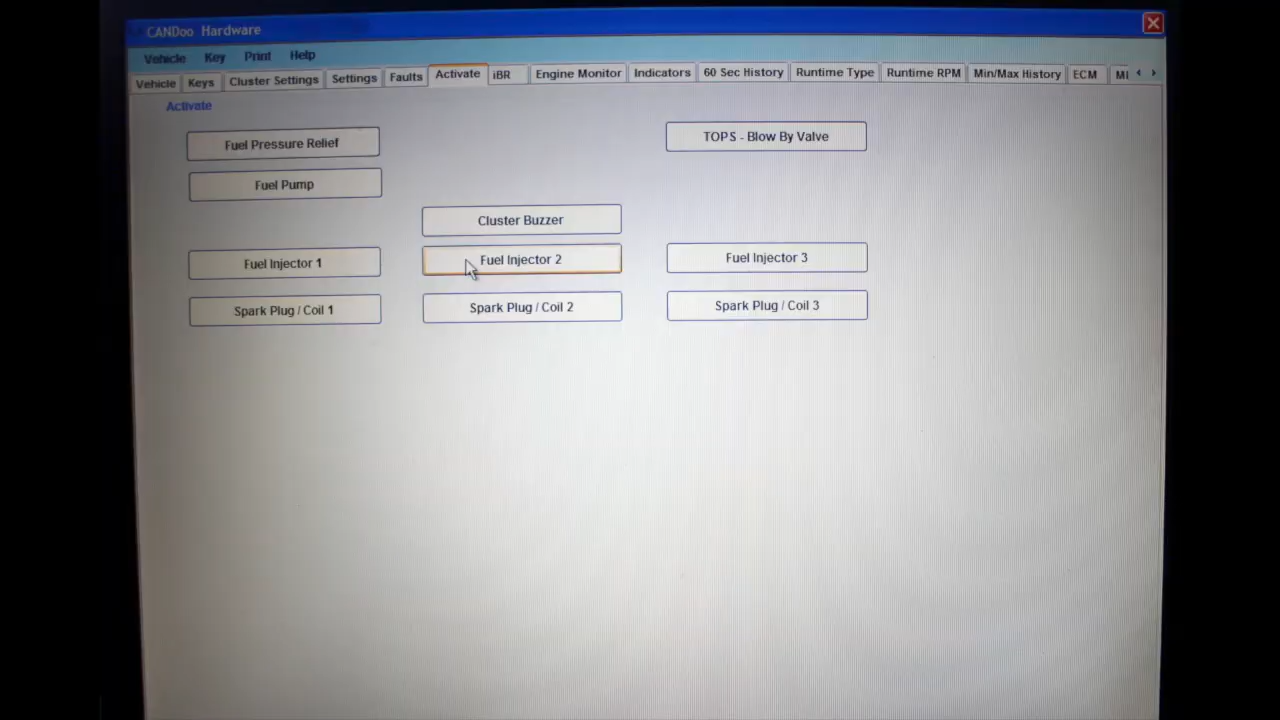 CANDoo Hardware
Vehicle Key Print Help
Vehicle Keys Cluster Settings Settings Faults Activate iBR Engine Monitor Indicators 60 Sec History Runtime Type Runtime RPM Min/Max History ECM
Activate
Fuel Pressure Relief
TOPS - Blow By Valve
Fuel Pump
Cluster Buzzer
Fuel Injector 1
Fuel Injector 2
Fuel Injector 3
Spark Plug / Coil 1
Spark Plug / Coil 2
Spark Plug / Coil 3